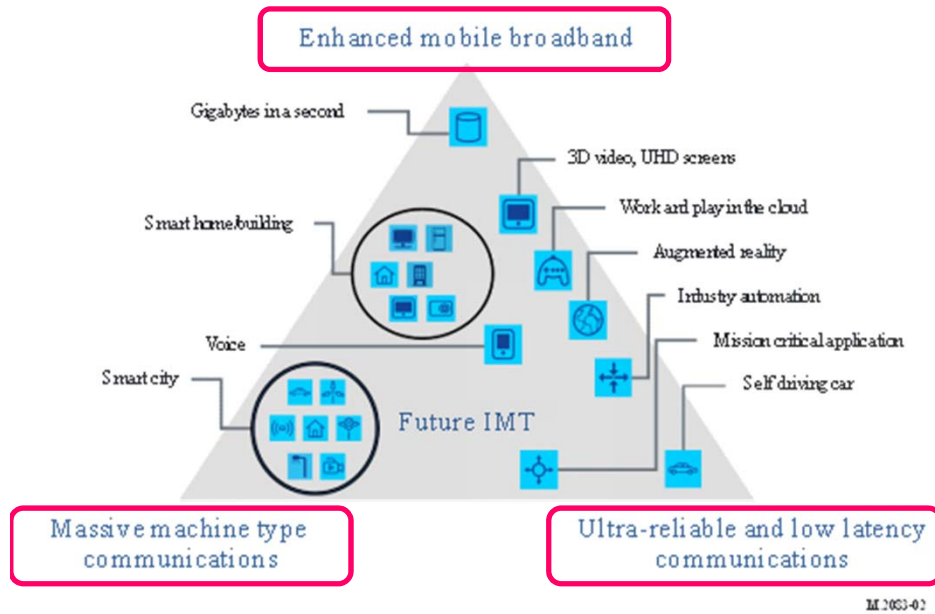 Enhanced mobile broadband
Gigabytes in a second
3D video, UHD screens
Work and play in the cloud
Smart home/building
Augmented reality
Industry automation
Voice
Mission critical application
Smart city
Self driving car
Future IMT
Massive machine type
communications
Ultra-reliable and low latency
communications
M.2083-02